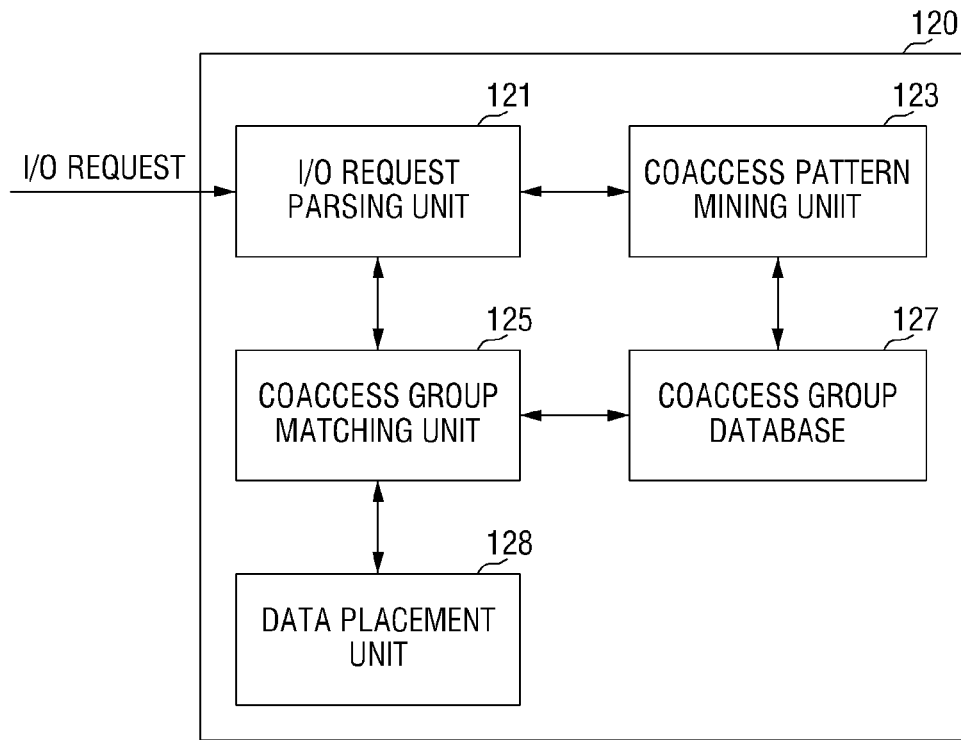 120
121
123
I/O REQUEST
I/O REQUEST
PARSING UNIT
COACCESS PATTERN
MINING UNIIT
125
127
COACCESS GROUP
MATCHING UNIT
COACCESS GROUP
DATABASE
128
DATA PLACEMENT
UNIT